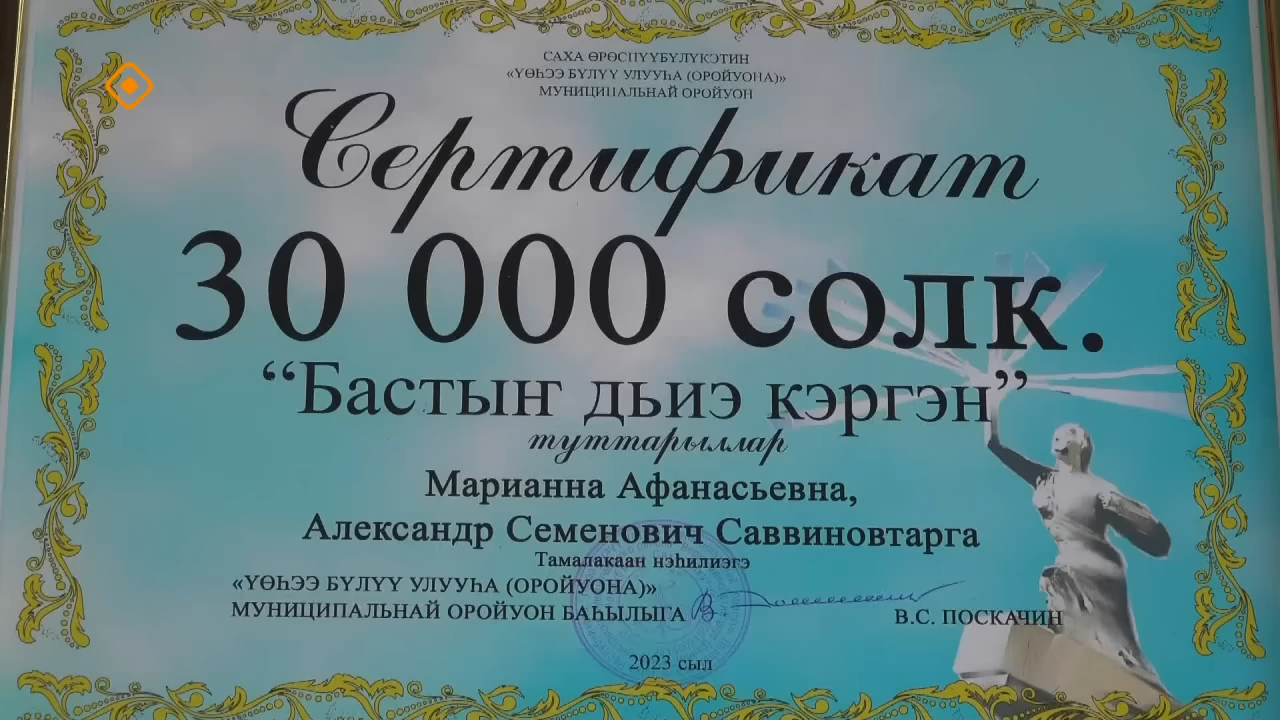 САХА ӨРӨСПҮҮБҮЛҮКЭТИН
«ҮӨҺЭЭ БҮЛҮҮ УЛУУҺА (ОРОЙУОНА)»
МУНИЦИПАЛЬНАЙ ОРОЙУОН
Сертификат
30 000 солк.
“Бастыҥ дьиэ кэргэн”
туттарыллар
Марианна Афанасьевна,
Александр Семенович Саввиновтарга
Тамалакаан нэһилиэгэ
«ҮӨҺЭЭ БҮЛҮҮ УЛУУҺА (ОРОЙУОНА)»
МУНИЦИПАЛЬНАЙ ОРОЙУОН БАҺЫЛЫГА
В.С. ПОСКАЧИН
2023 сыл